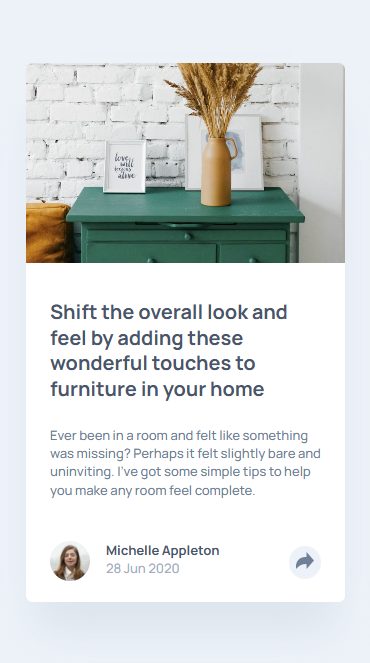 love
will
keep us
alive
Shift the overall look and
feel by adding these
wonderful touches to
furniture in your home
Ever been in a room and felt like something
was missing? Perhaps it felt slightly bare and
uninviting. I've got some simple tips to help
you make any room feel complete.
Michelle Appleton
28 Jun 2020